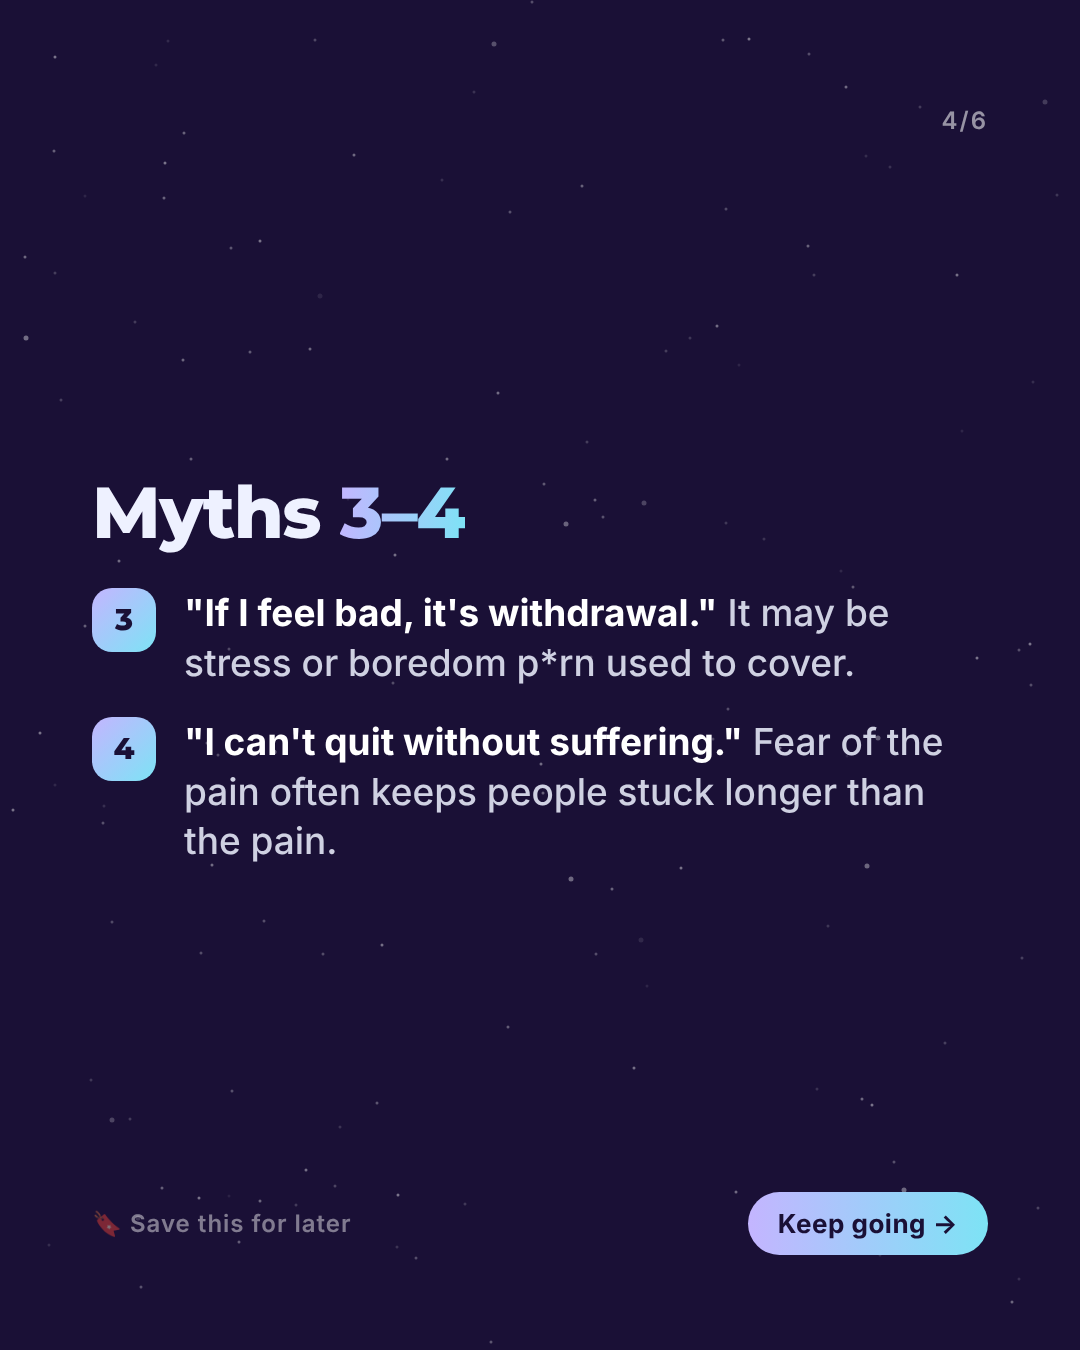 4/6
Myths 3–4
3
"If I feel bad, it's withdrawal." It may be
stress or boredom p*rn used to cover.
4
"I can't quit without suffering." Fear of the
pain often keeps people stuck longer than
the pain.
🔖 Save this for later
Keep going →